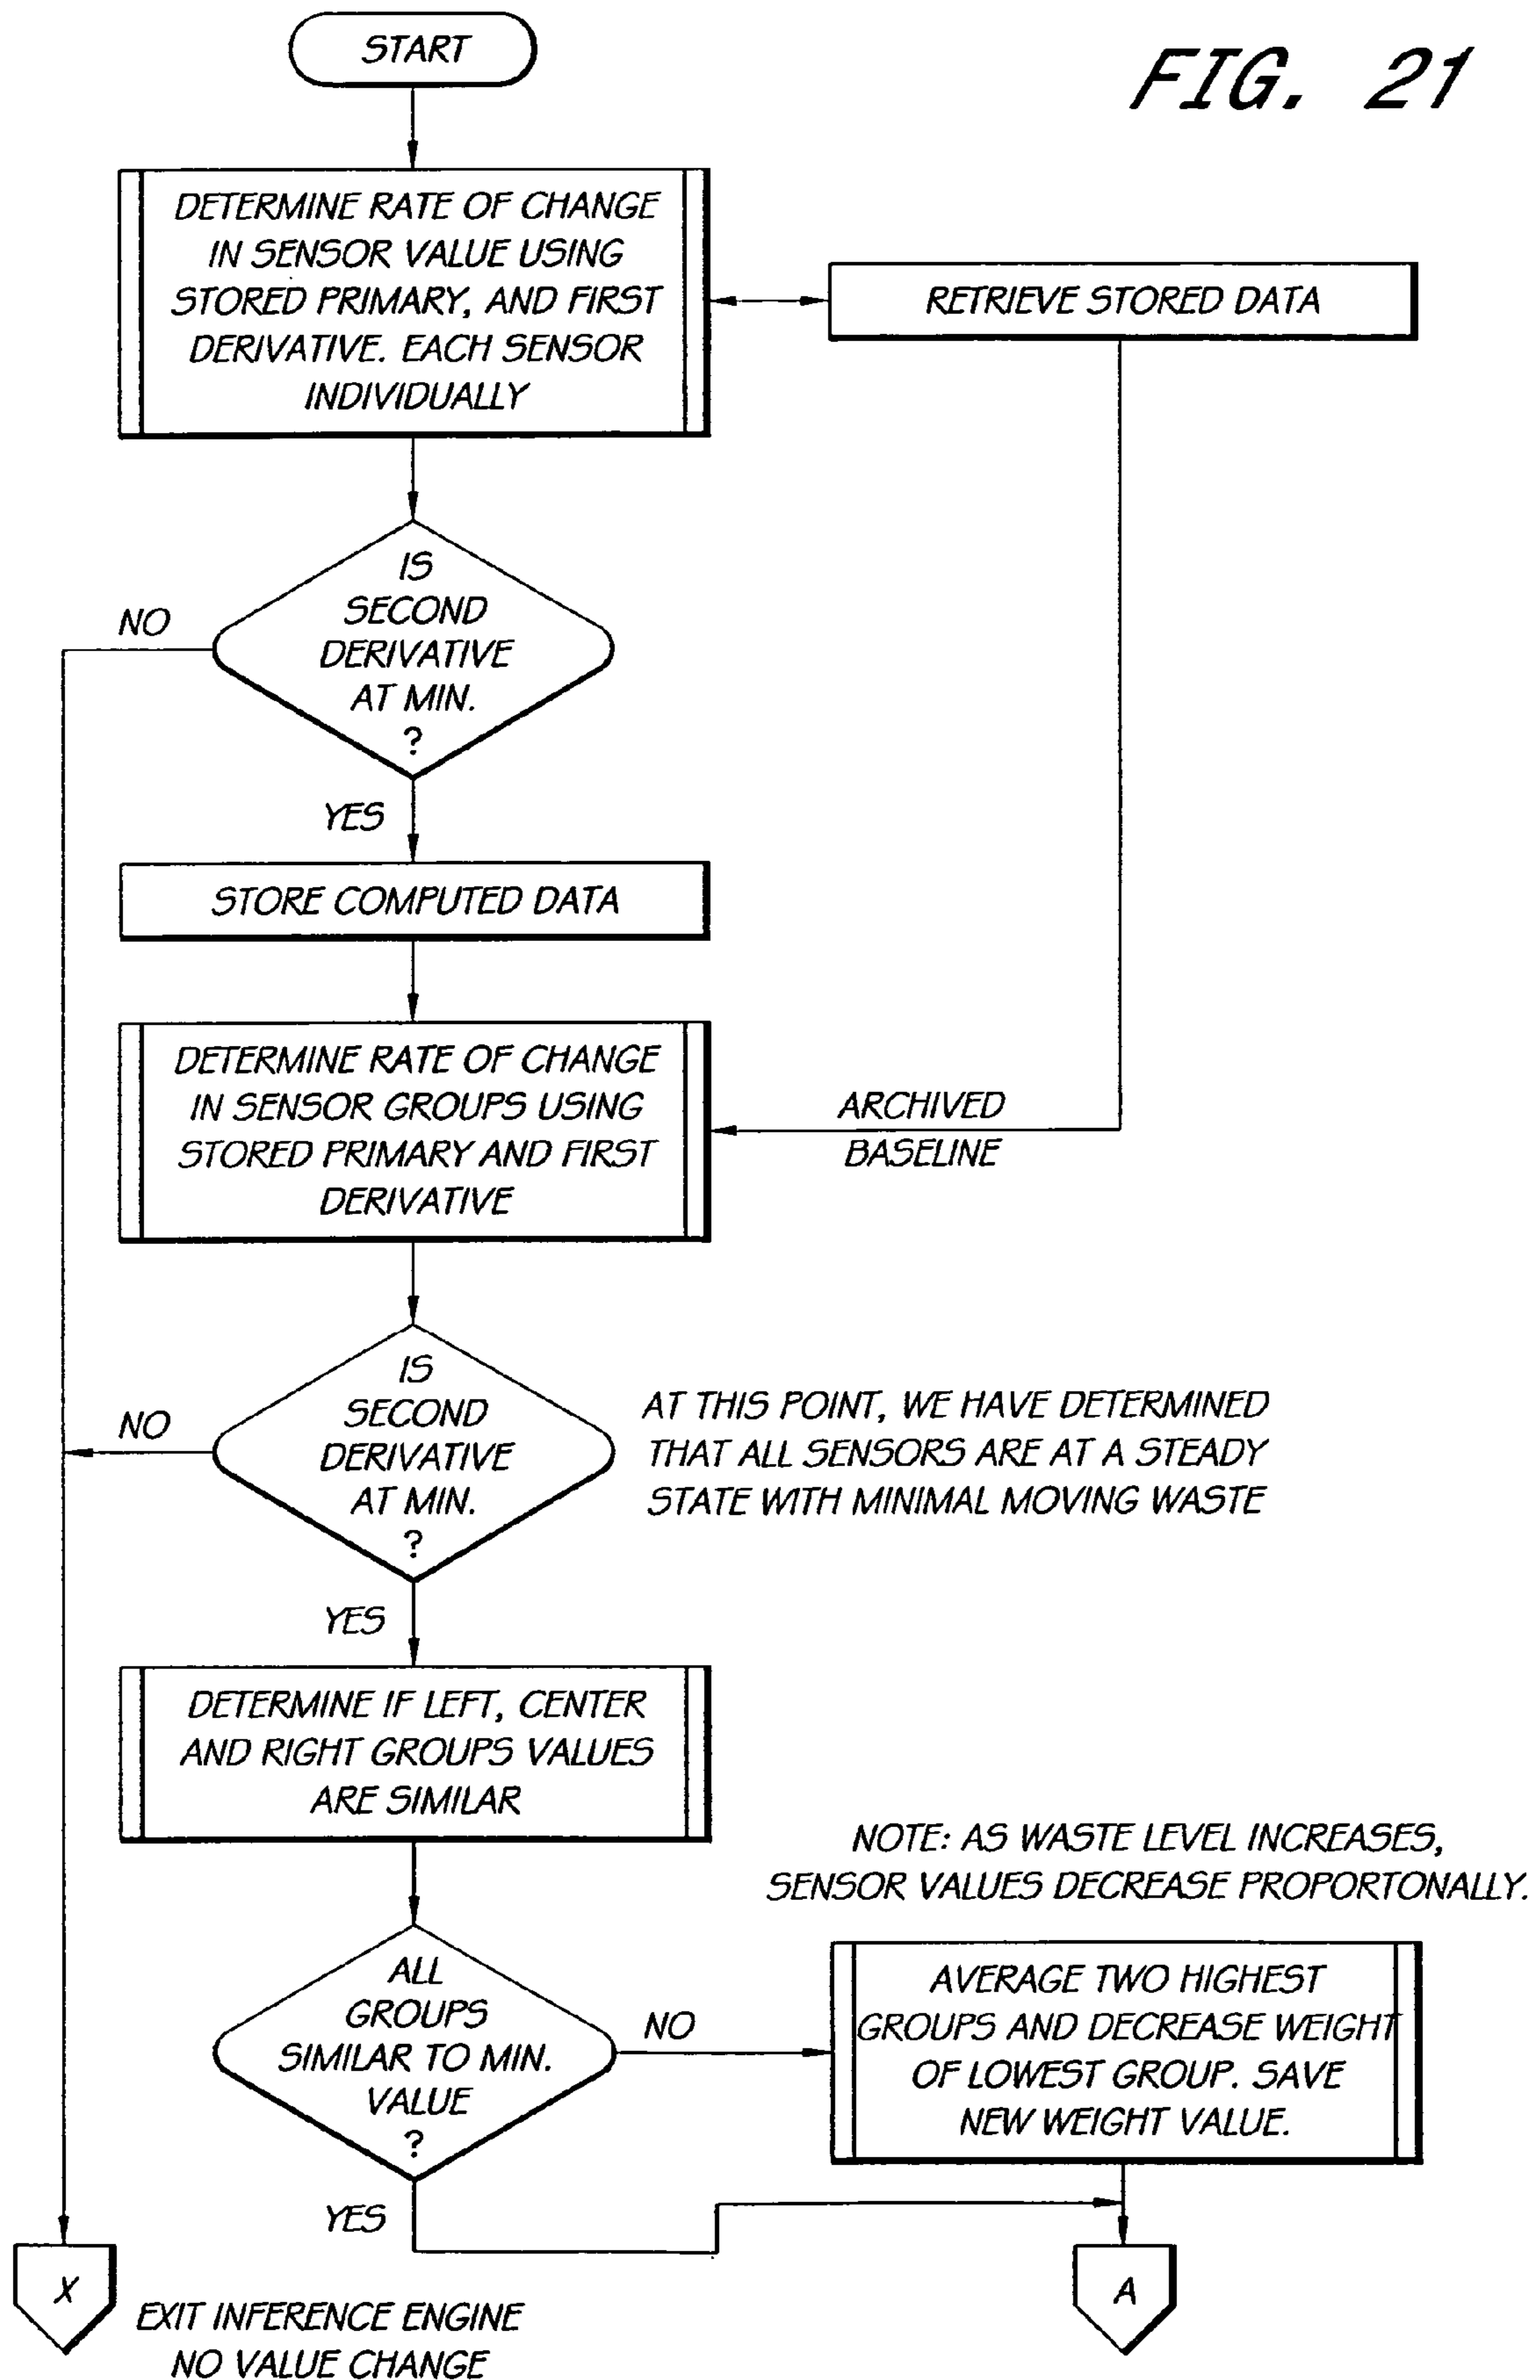 START
FIG. 21
DETERMINE RATE OF CHANGE
IN SENSOR VALUE USING
STORED PRIMARY, AND FIRST
DERIVATIVE. EACH SENSOR
INDIVIDUALLY
RETRIEVE STORED DATA
IS
SECOND
DERIVATIVE
AT MIN.
?
NO
YES
STORE COMPUTED DATA
DETERMINE RATE OF CHANGE
IN SENSOR GROUPS USING
STORED PRIMARY AND FIRST
DERIVATIVE
ARCHIVED
BASELINE
IS
SECOND
DERIVATIVE
AT MIN.
?
NO
AT THIS POINT, WE HAVE DETERMINED
THAT ALL SENSORS ARE AT A STEADY
STATE WITH MINIMAL MOVING WASTE
YES
DETERMINE IF LEFT, CENTER
AND RIGHT GROUPS VALUES
ARE SIMILAR
NOTE: AS WASTE LEVEL INCREASES,
SENSOR VALUES DECREASE PROPORTONALLY.
ALL
GROUPS
SIMILAR TO MIN.
VALUE
?
NO
AVERAGE TWO HIGHEST
GROUPS AND DECREASE WEIGHT
OF LOWEST GROUP. SAVE
NEW WEIGHT VALUE.
YES
X
EXIT INFERENCE ENGINE
NO VALUE CHANGE
A